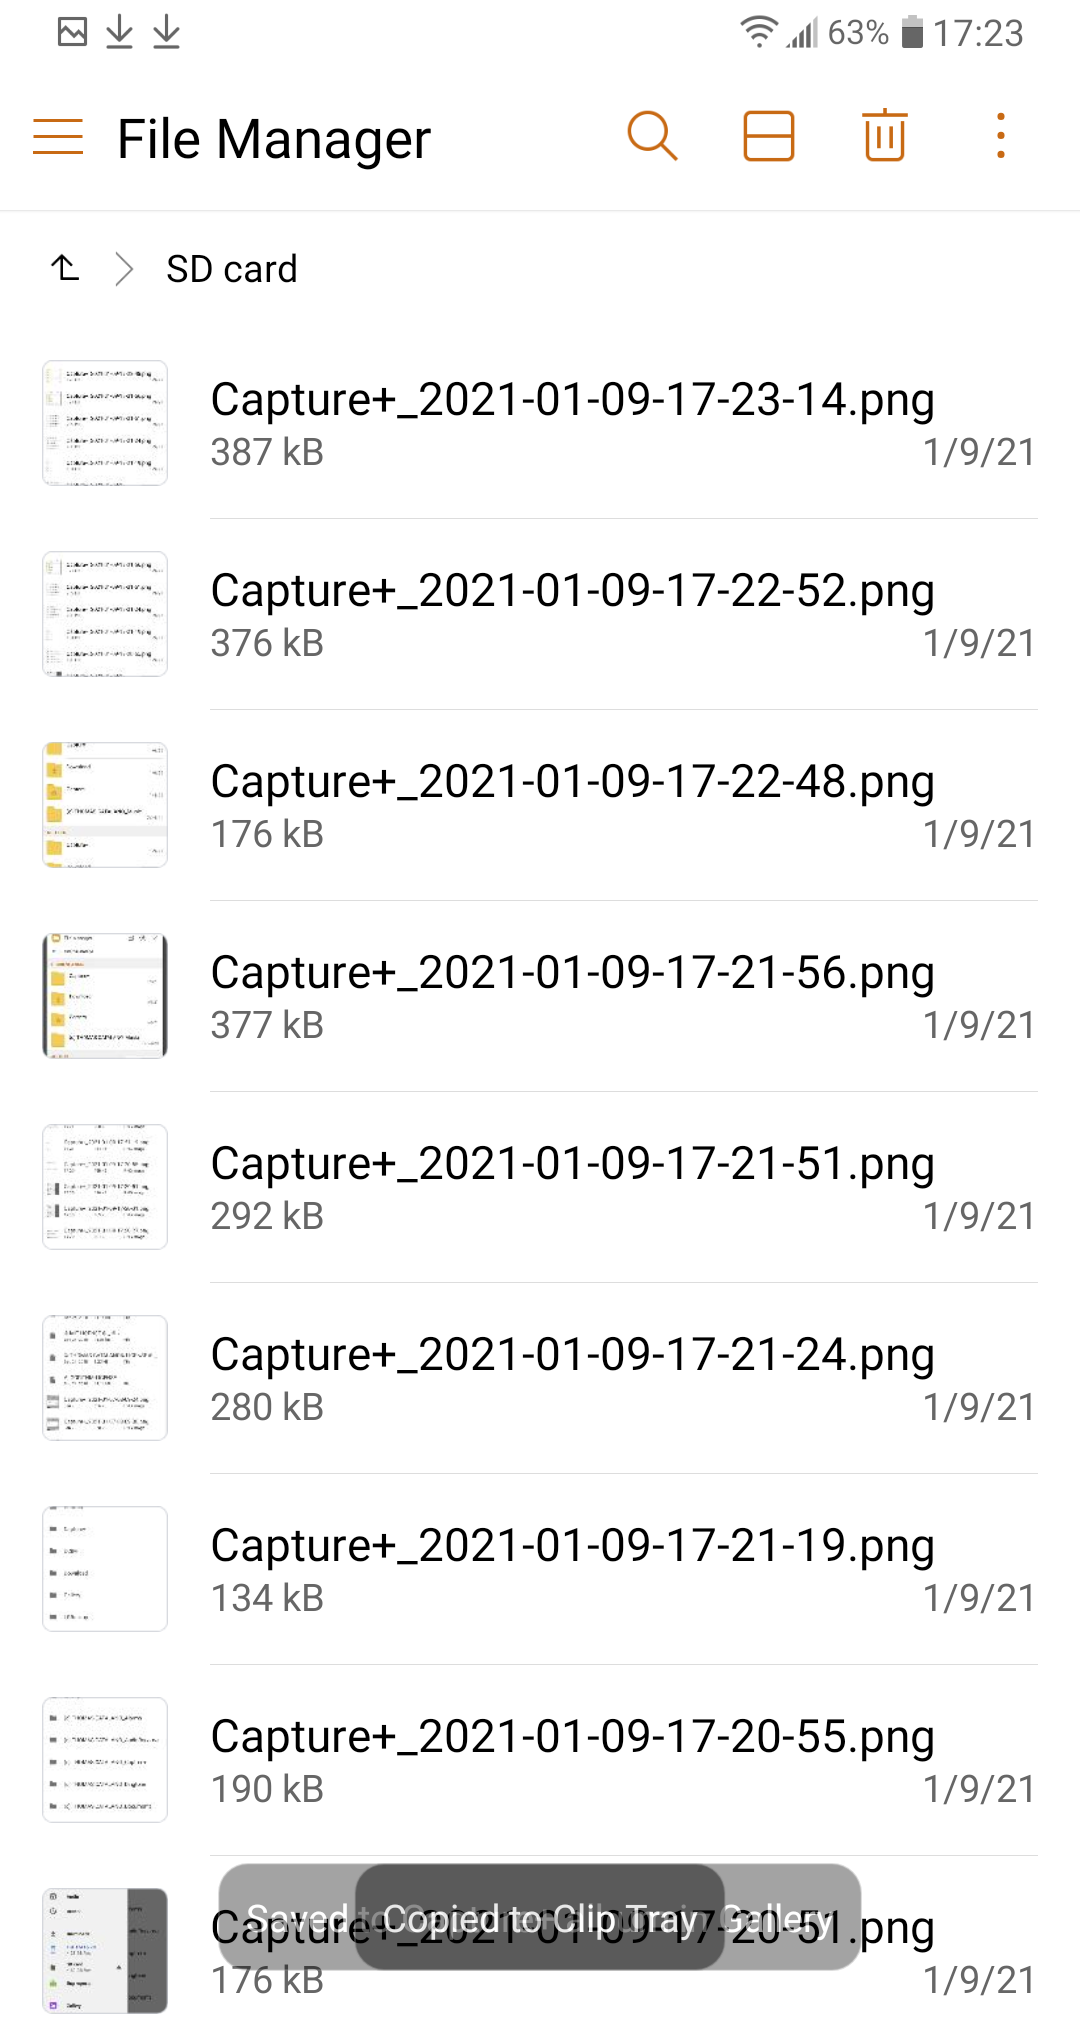 63% 17:23
File Manager
SD card
Capture+_2021-01-09-17-23-14.png
387 kB 1/9/21
Capture+_2021-01-09-17-22-52.png
376 kB 1/9/21
Capture+_2021-01-09-17-22-48.png
176 kB 1/9/21
Capture+_2021-01-09-17-21-56.png
377 kB 1/9/21
Capture+_2021-01-09-17-21-51.png
292 kB 1/9/21
Capture+_2021-01-09-17-21-24.png
280 kB 1/9/21
Capture+_2021-01-09-17-21-19.png
134 kB 1/9/21
Capture+_2021-01-09-17-20-55.png
190 kB 1/9/21
Capture+_2021-01-09-17-20-51.png
Saved to Gallery
Copied to Clip Tray
176 kB 1/9/21